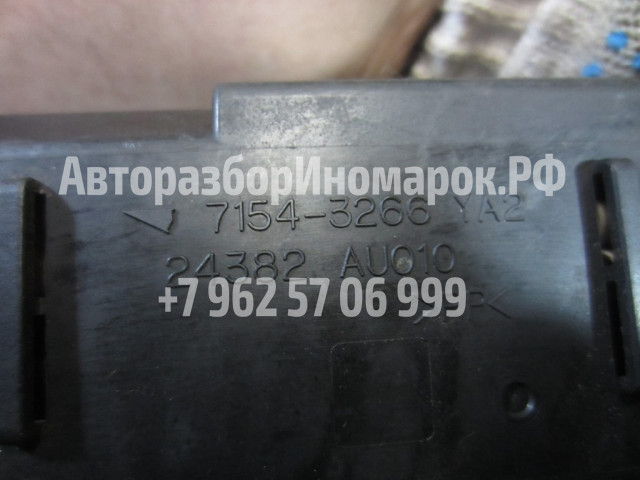 АвторазборИномарок.РФ
7154-3266 YA2
24382 AU010
+7 962 57 06 999